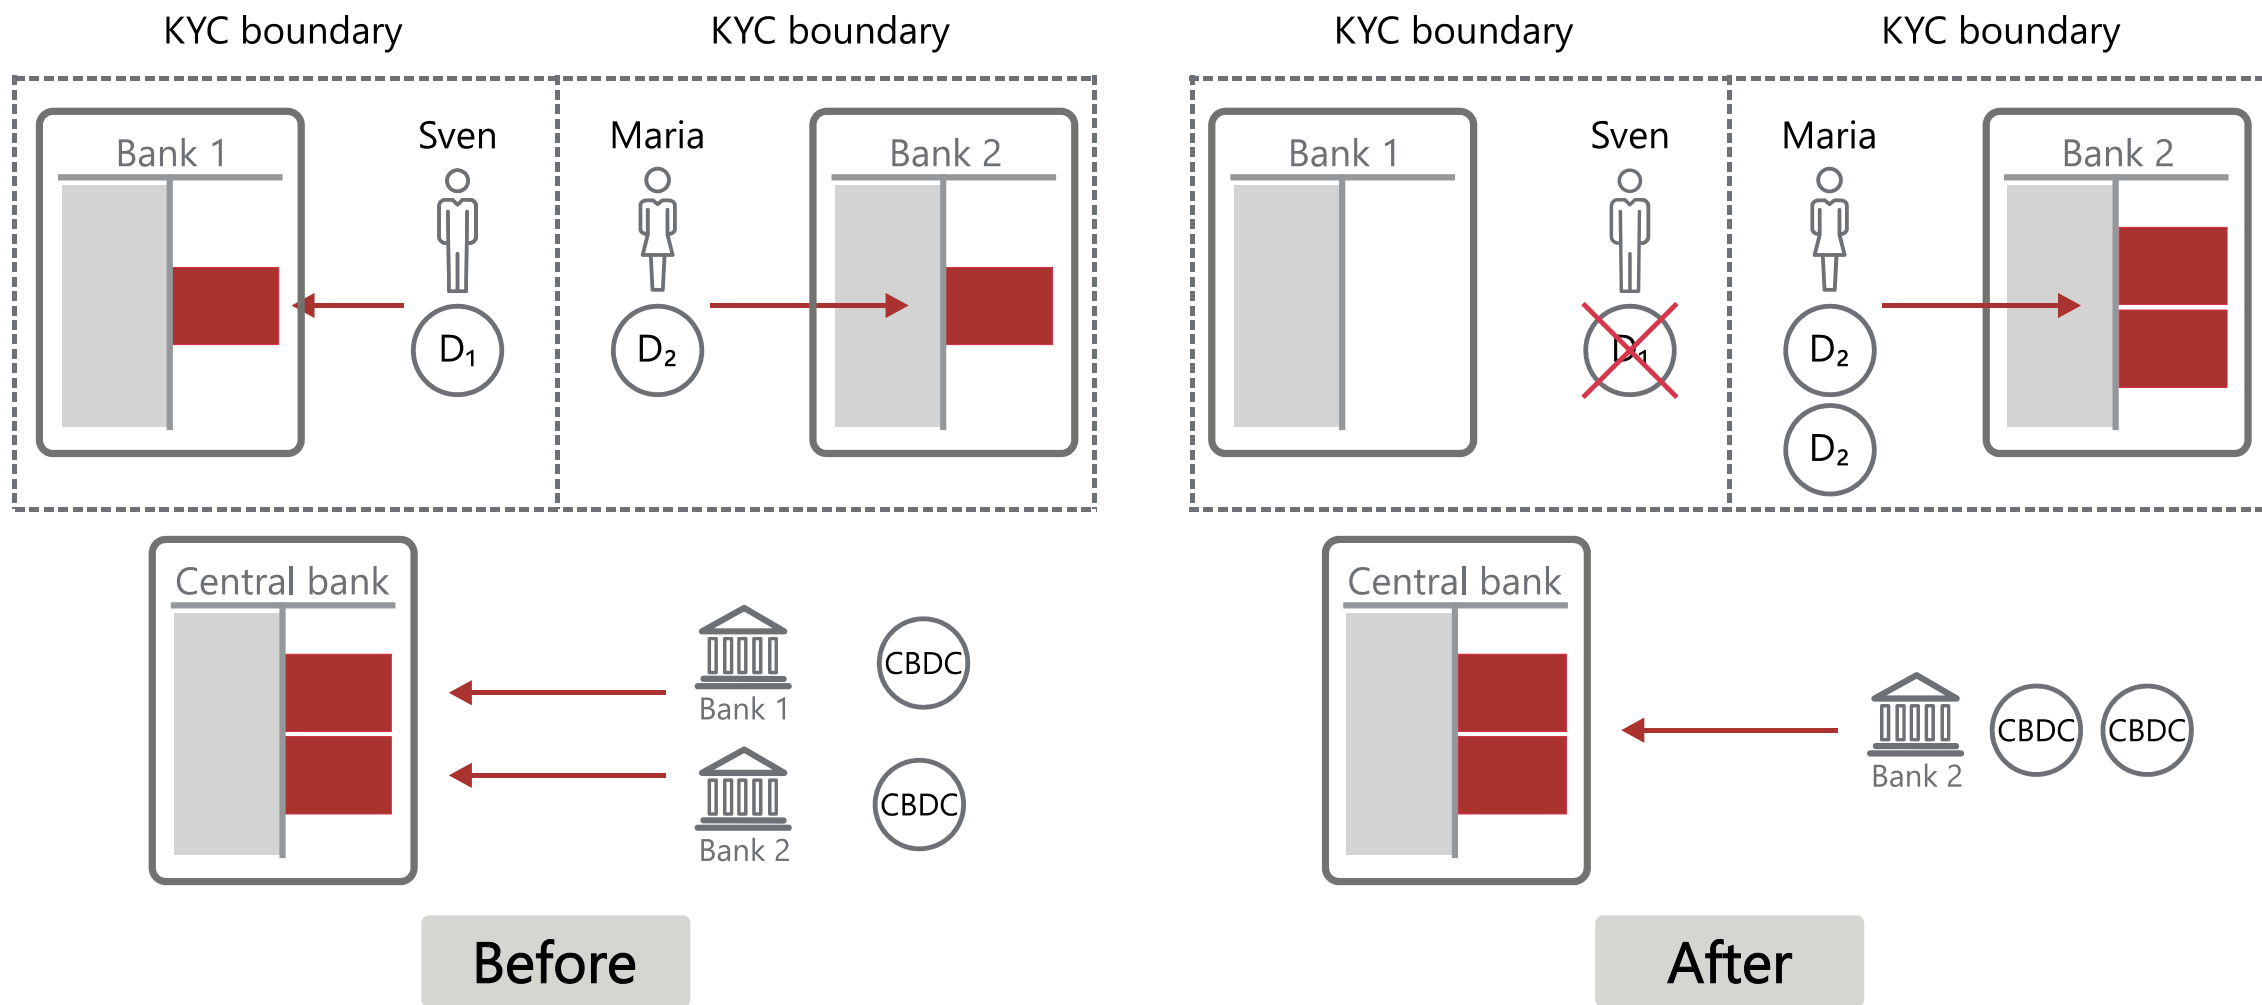 KYC boundary
KYC boundary
KYC boundary
KYC boundary
Bank 1
Sven
Maria
Bank 2
D₁
D₂
Bank 1
Sven
Maria
Bank 2
D₁
D₂
D₂
Central bank
Bank 1
CBDC
Bank 2
CBDC
Central bank
Bank 2
CBDC
CBDC
Before
After